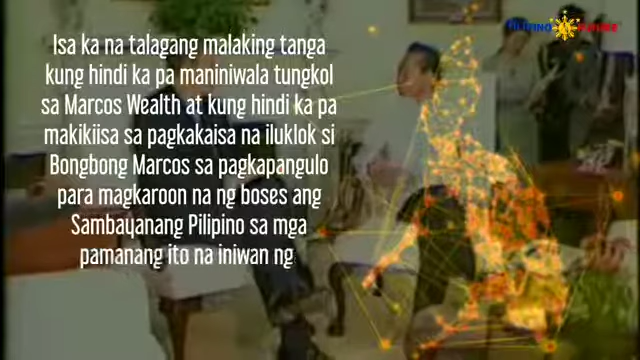 PILIPINO
Isa ka na talagang malaking tanga
kung hindi ka pa maniniwala tungkol
sa Marcos Wealth at kung hindi ka pa
makikiisa sa pagkakaisa na iluklok si
Bongbong Marcos sa pagkapangulo
para magkaroon na ng boses ang
Sambayanang Pilipino sa mga
pamanang ito na iniwan ng